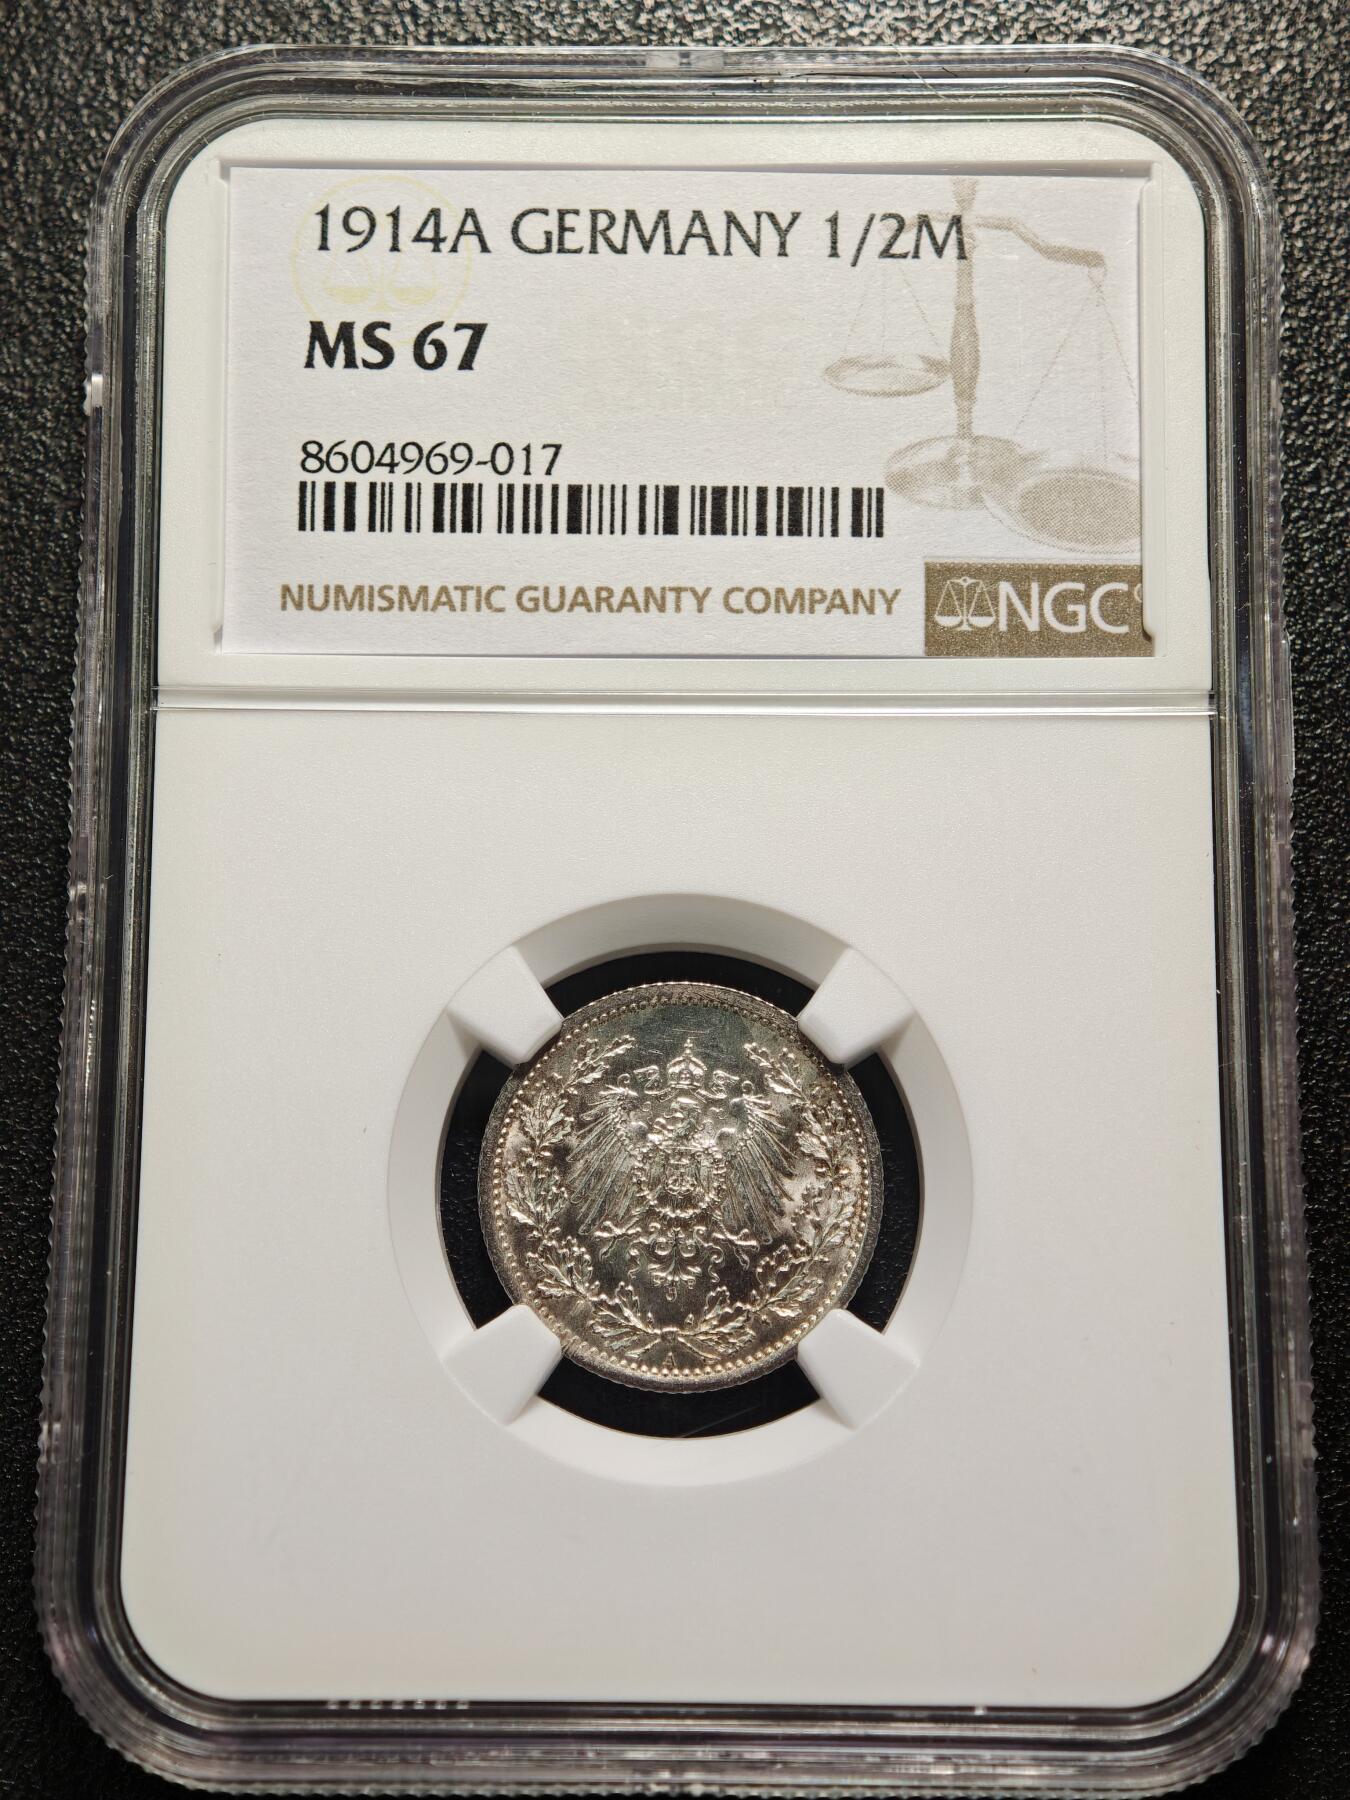 1914A GERMANY 1/2M
MS 67
8604969-017
NUMISMATIC GUARANTY COMPANY
NGC
A